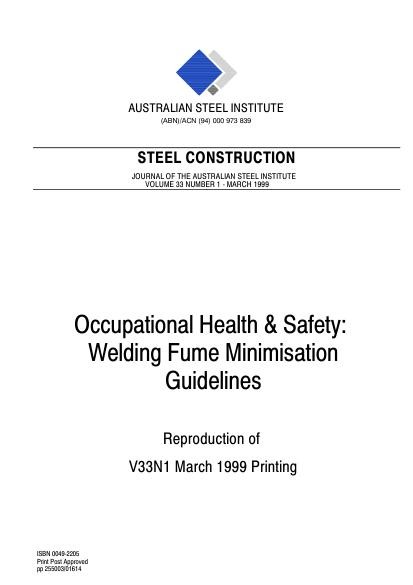 AUSTRALIAN STEEL INSTITUTE
(ABN)/ACN (94) 000 973 839
STEEL CONSTRUCTION
JOURNAL OF THE AUSTRALIAN STEEL INSTITUTE
VOLUME 33 NUMBER 1 - MARCH 1999
Occupational Health & Safety:
Welding Fume Minimisation
Guidelines
Reproduction of
V33N1 March 1999 Printing
ISBN 0049-2205
Print Post Approved
pp 255003/01614